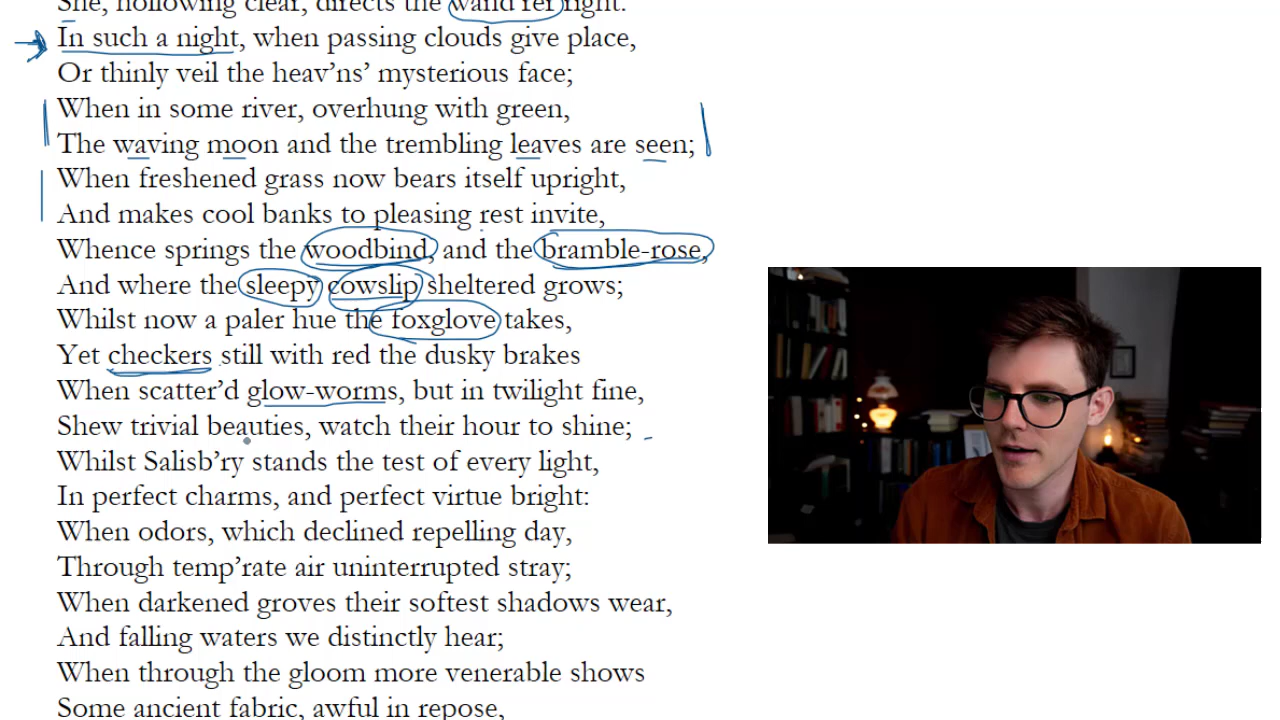 She, hollowing clear, directs the wand'rer right:
In such a night, when passing clouds give place,
Or thinly veil the heav'ns' mysterious face;
When in some river, overhung with green,
The waving moon and the trembling leaves are seen;
When freshened grass now bears itself upright,
And makes cool banks to pleasing rest invite,
Whence springs the woodbind, and the bramble-rose,
And where the sleepy cowslip sheltered grows;
Whilst now a paler hue the foxglove takes,
Yet checkers still with red the dusky brakes
When scatter'd glow-worms, but in twilight fine,
Shew trivial beauties, watch their hour to shine;
Whilst Salisb'ry stands the test of every light,
In perfect charms, and perfect virtue bright:
When odors, which declined repelling day,
Through temp'rate air uninterrupted stray;
When darkened groves their softest shadows wear,
And falling waters we distinctly hear;
When through the gloom more venerable shows
Some ancient fabric, awful in repose,